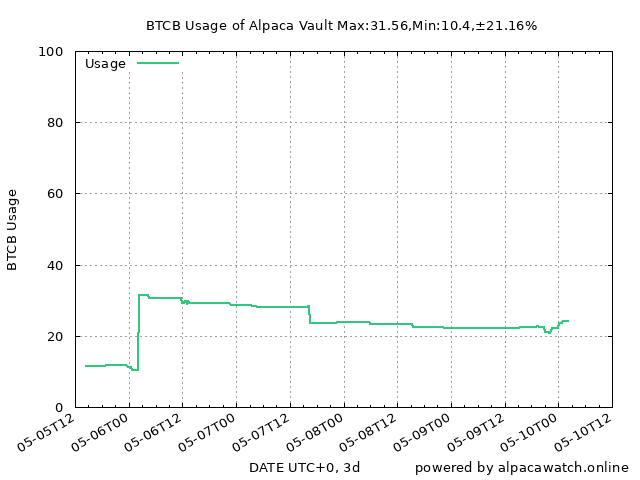 BTCB Usage of Alpaca Vault Max:31.56,Min:10.4,±21.16%
Usage
100
80
60
40
20
0
BTCB Usage
05-05T12
05-06T00
05-06T12
05-07T00
05-07T12
05-08T00
05-08T12
05-09T00
05-09T12
05-10T00
05-10T12
DATE UTC+0, 3d
powered by alpacawatch.online